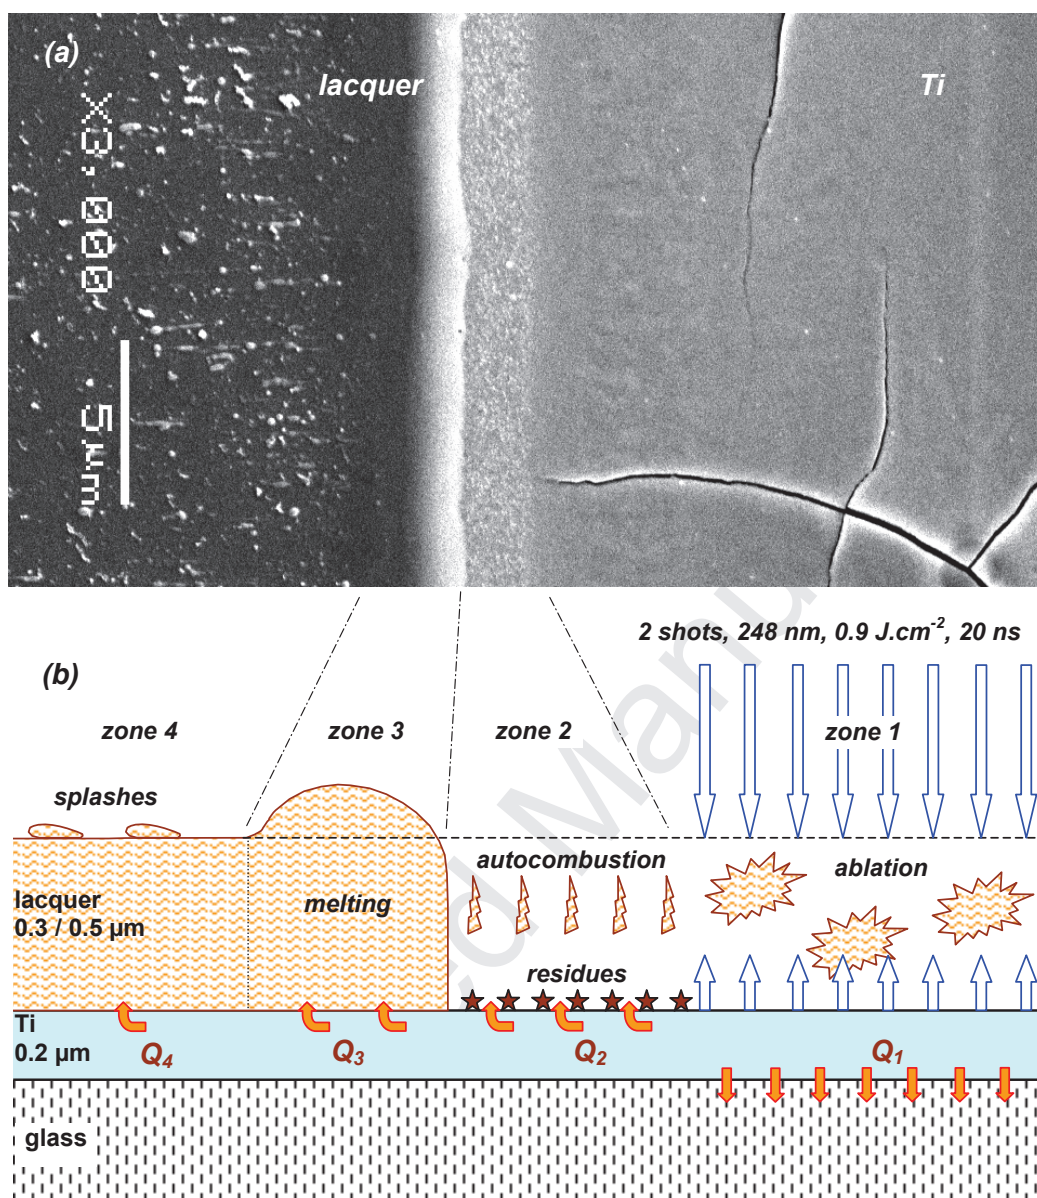 (a)
lacquer
Ti
x3,000
5µm
2 shots, 248 nm, 0.9 J.cm⁻², 20 ns
(b)
zone 4
zone 3
zone 2
zone 1
splashes
autocombustion
ablation
lacquer
0.3 / 0.5 µm
melting
residues
Ti
0.2 µm
Q₄
Q₃
Q₂
Q₁
glass